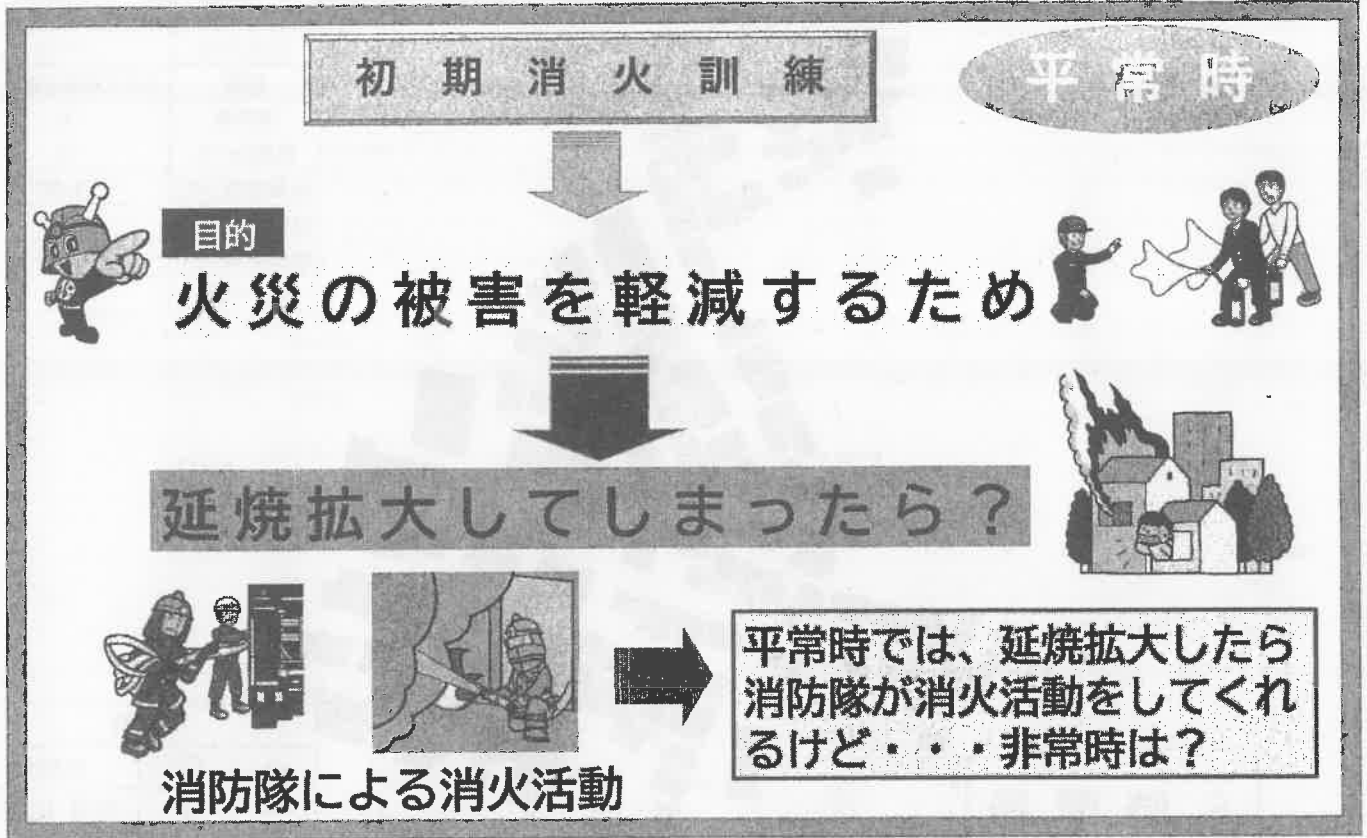 初期消火訓練
平常時
目的
火災の被害を軽減するため
延焼拡大してしまったら？
平常時では、延焼拡大したら
消防隊が消火活動をしてくれ
るけど・・・非常時は？
消防隊による消火活動